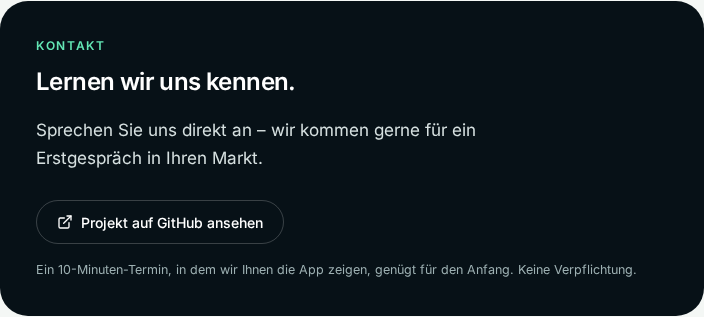 KONTAKT
Lernen wir uns kennen.
Sprechen Sie uns direkt an – wir kommen gerne für ein
Erstgespräch in Ihren Markt.
Projekt auf GitHub ansehen
Ein 10-Minuten-Termin, in dem wir Ihnen die App zeigen, genügt für den Anfang. Keine Verpflichtung.